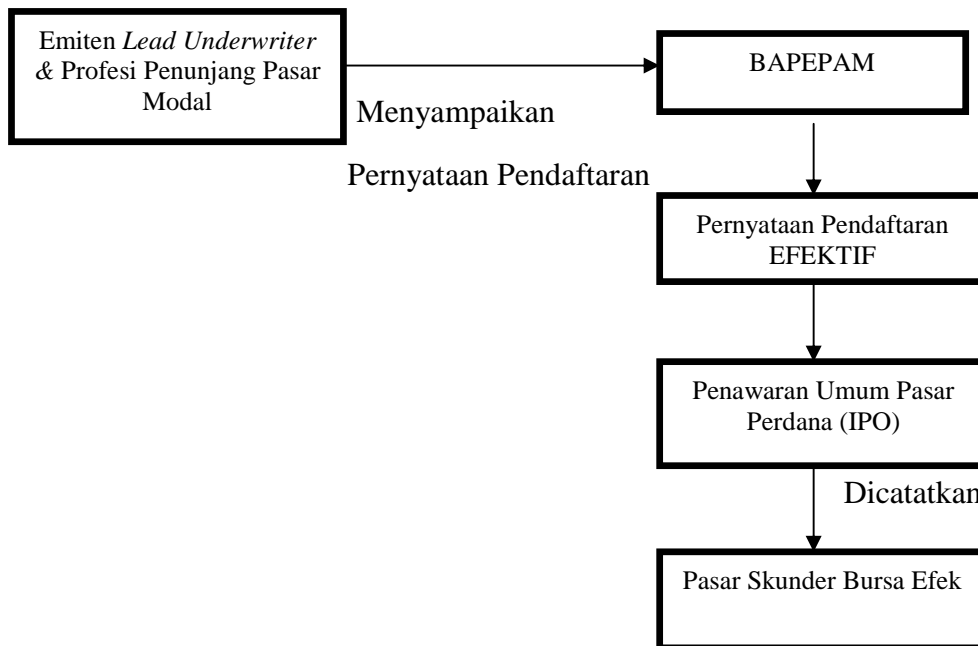 Emiten Lead Underwriter
& Profesi Penunjang Pasar
Modal
BAPEPAM
Menyampaikan
Pernyataan Pendaftaran
Pernyataan Pendaftaran
EFEKTIF
Penawaran Umum Pasar
Perdana (IPO)
Dicatatkan
Pasar Skunder Bursa Efek